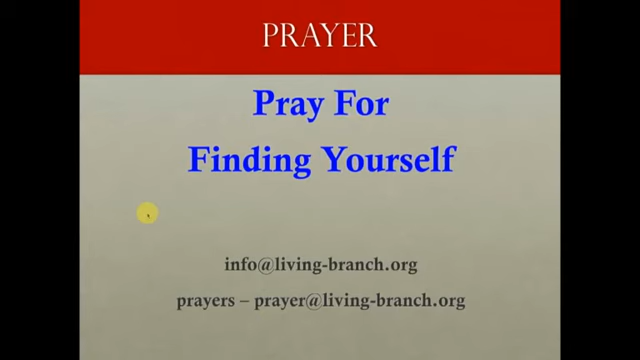 PRAYER
Pray For
Finding Yourself
info@living-branch.org
prayers – prayer@living-branch.org